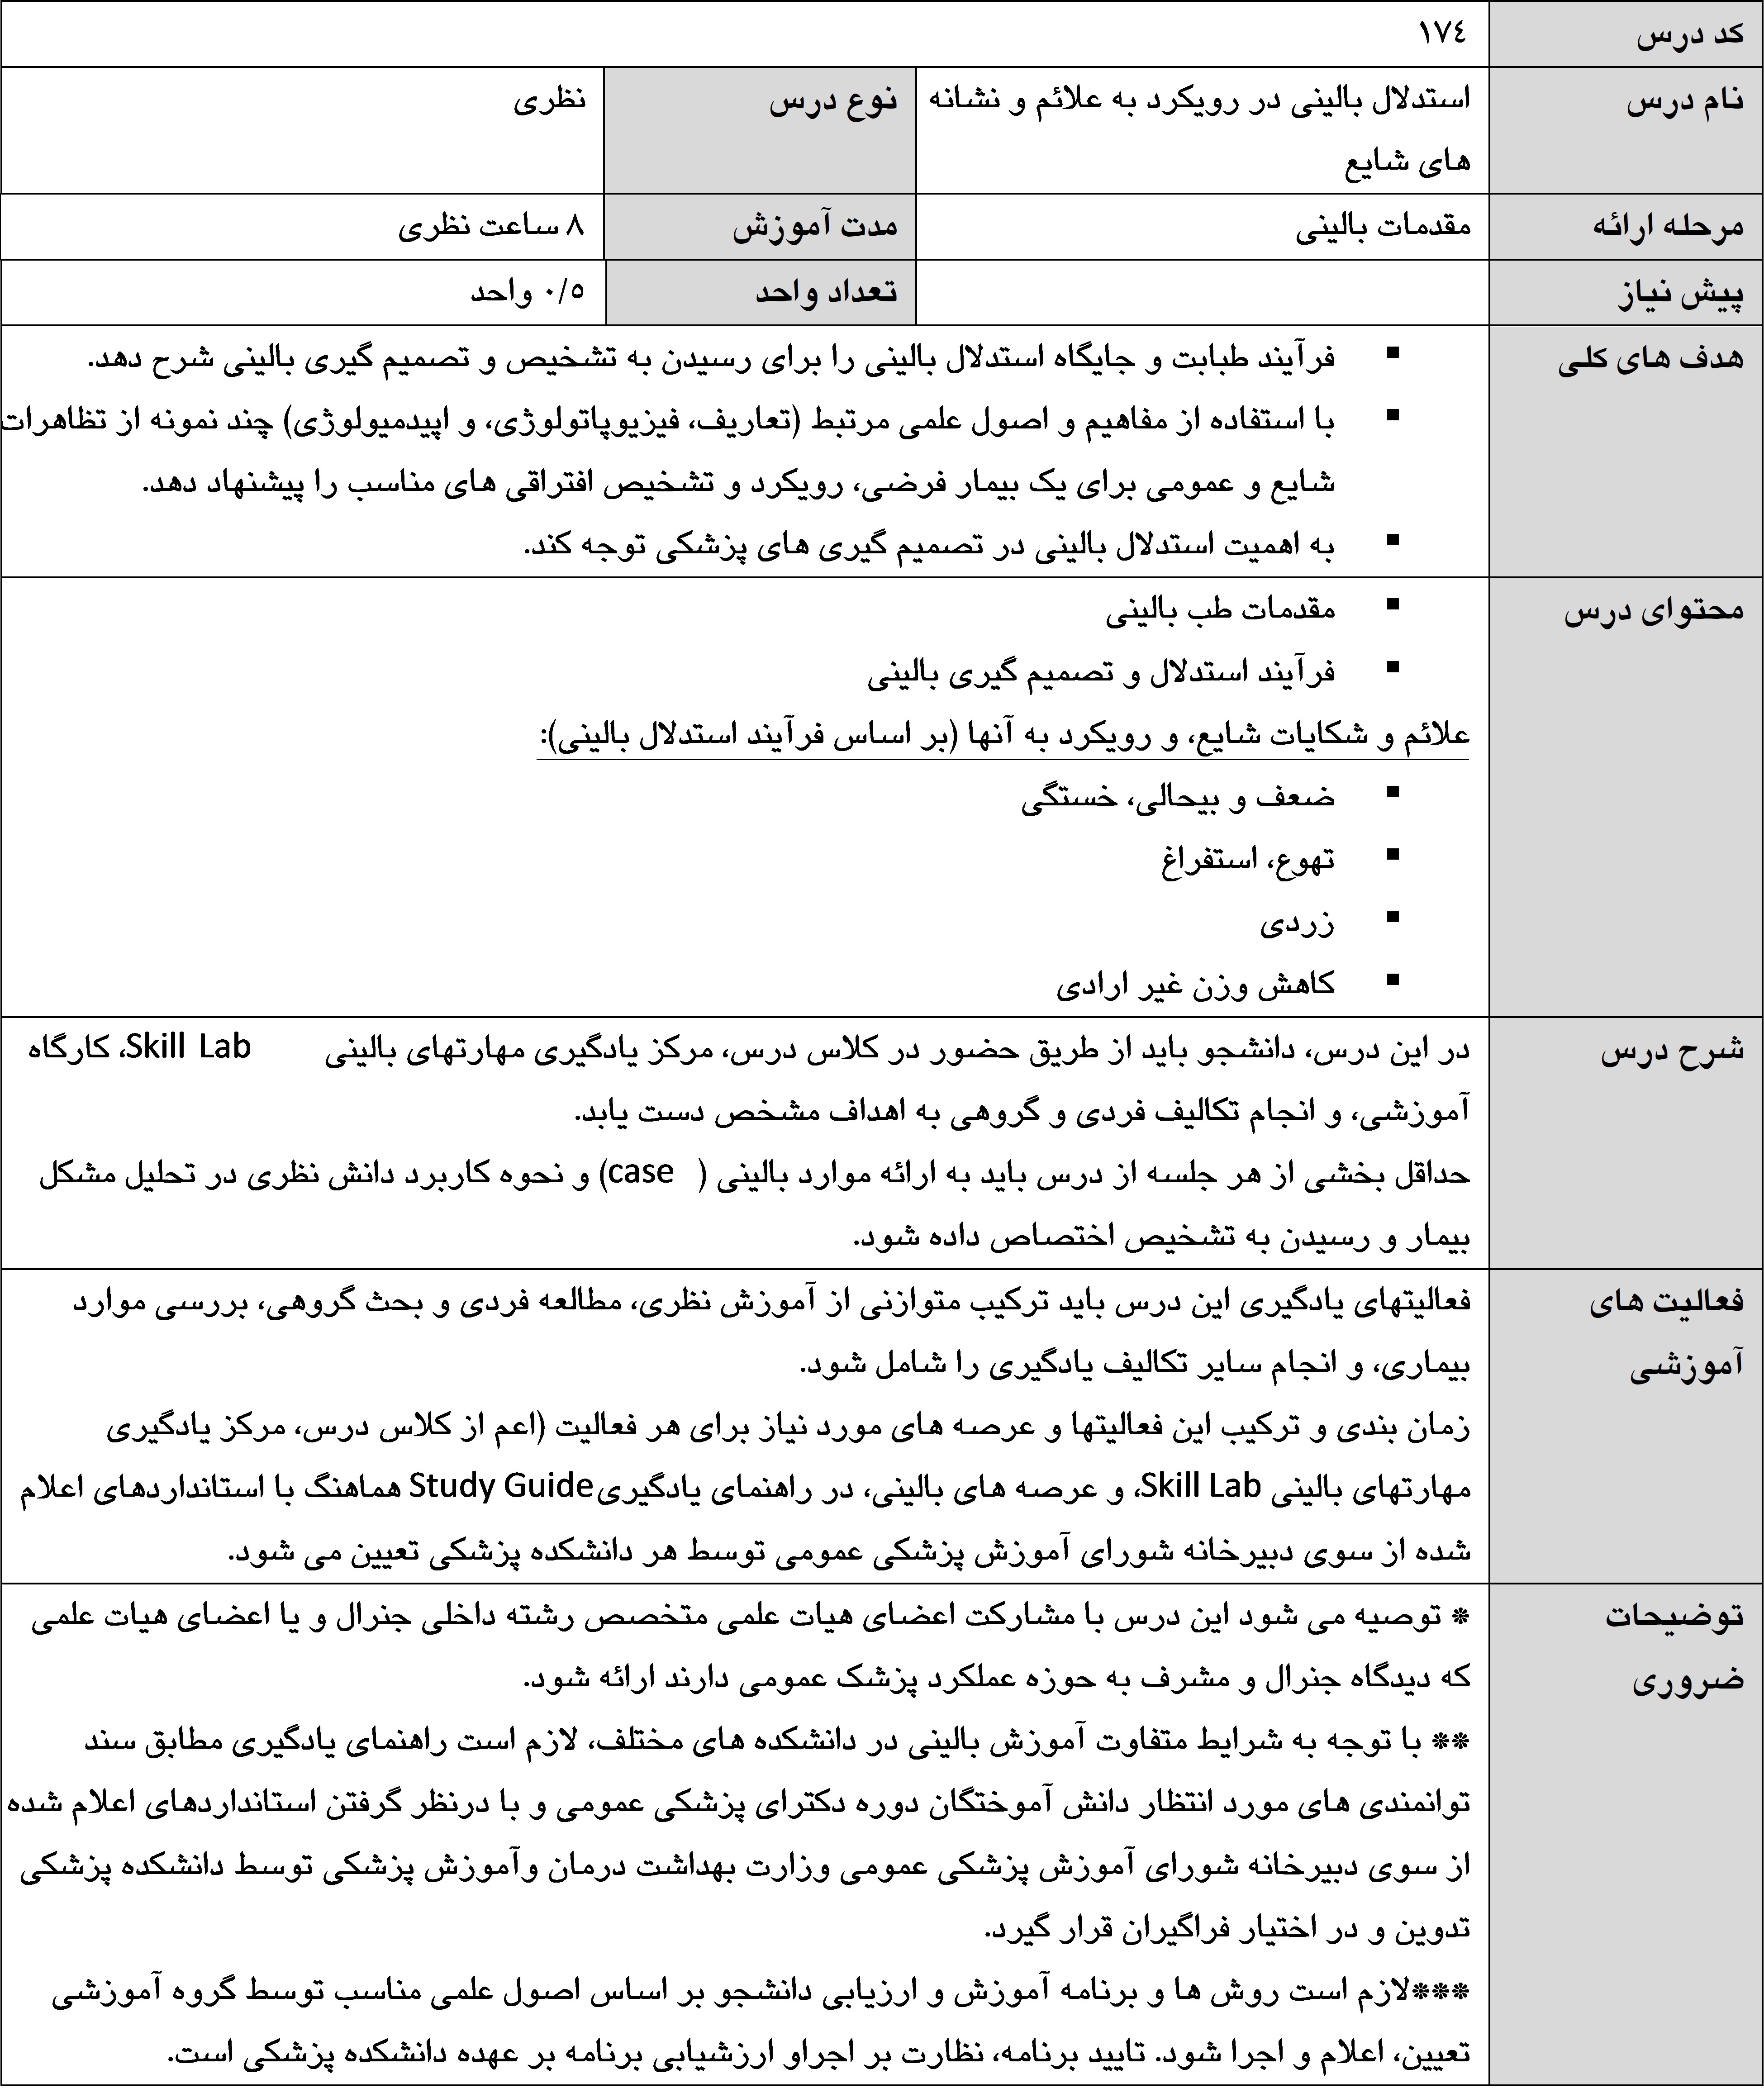 کد درس ۱۷٤
نام درس استدلال بالینی در رویکرد به علائم و نشانه نوع درس نظری
های شایع
مرحله ارائه مقدمات بالینی مدت آموزش ۸ ساعت نظری
پیش نیاز تعداد واحد ۰/٥ واحد
هدف های کلی ▪ فرآیند طبابت و جایگاه استدلال بالینی را برای رسیدن به تشخیص و تصمیم گیری بالینی شرح دهد.
▪ با استفاده از مفاهیم و اصول علمی مرتبط (تعاریف، فیزیوپاتولوژی، و اپیدمیولوژی) چند نمونه از تظاهرات
شایع و عمومی برای یک بیمار فرضی، رویکرد و تشخیص افتراقی های مناسب را پیشنهاد دهد.
▪ به اهمیت استدلال بالینی در تصمیم گیری های پزشکی توجه کند.
محتوای درس ▪ مقدمات طب بالینی
▪ فرآیند استدلال و تصمیم گیری بالینی
علائم و شکایات شایع، و رویکرد به آنها (بر اساس فرآیند استدلال بالینی):
▪ ضعف و بیحالی، خستگی
▪ تهوع، استفراغ
▪ زردی
▪ کاهش وزن غیر ارادی
شرح درس در این درس، دانشجو باید از طریق حضور در کلاس درس، مرکز یادگیری مهارتهای بالینی Skill Lab، کارگاه
آموزشی، و انجام تکالیف فردی و گروهی به اهداف مشخص دست یابد.
حداقل بخشی از هر جلسه از درس باید به ارائه موارد بالینی ( case) و نحوه کاربرد دانش نظری در تحلیل مشکل
بیمار و رسیدن به تشخیص اختصاص داده شود.
فعالیت های فعالیتهای یادگیری این درس باید ترکیب متوازنی از آموزش نظری، مطالعه فردی و بحث گروهی، بررسی موارد
آموزشی بیماری، و انجام سایر تکالیف یادگیری را شامل شود.
زمان بندی و ترکیب این فعالیتها و عرصه های مورد نیاز برای هر فعالیت (اعم از کلاس درس، مرکز یادگیری
مهارتهای بالینی Skill Lab، و عرصه های بالینی، در راهنمای یادگیری Study Guide هماهنگ با استانداردهای اعلام
شده از سوی دبیرخانه شورای آموزش پزشکی عمومی توسط هر دانشکده پزشکی تعیین می شود.
توضیحات * توصیه می شود این درس با مشارکت اعضای هیات علمی متخصص رشته داخلی جنرال و یا اعضای هیات علمی
ضروری که دیدگاه جنرال و مشرف به حوزه عملکرد پزشک عمومی دارند ارائه شود.
** با توجه به شرایط متفاوت آموزش بالینی در دانشکده های مختلف، لازم است راهنمای یادگیری مطابق سند
توانمندی های مورد انتظار دانش آموختگان دوره دکترای پزشکی عمومی و با درنظر گرفتن استانداردهای اعلام شده
از سوی دبیرخانه شورای آموزش پزشکی عمومی وزارت بهداشت درمان وآموزش پزشکی توسط دانشکده پزشکی
تدوین و در اختیار فراگیران قرار گیرد.
***لازم است روش ها و برنامه آموزش و ارزیابی دانشجو بر اساس اصول علمی مناسب توسط گروه آموزشی
تعیین، اعلام و اجرا شود. تایید برنامه، نظارت بر اجراو ارزشیابی برنامه بر عهده دانشکده پزشکی است.